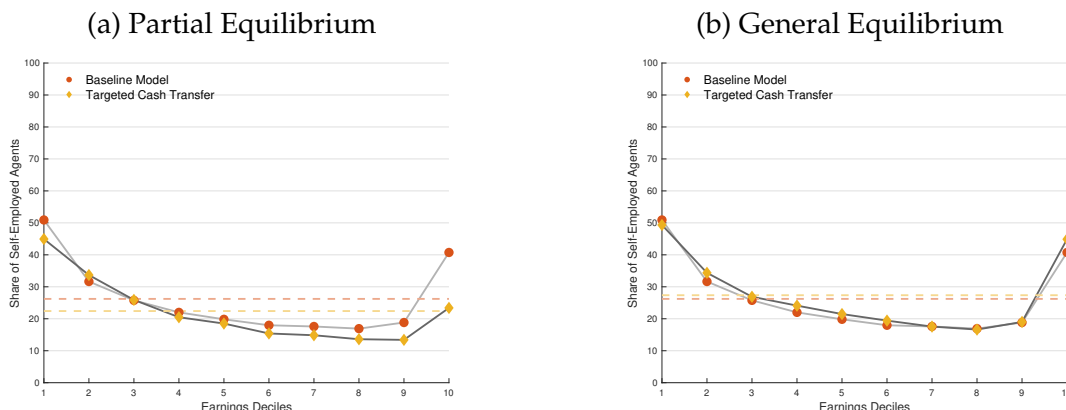 (a) Partial Equilibrium
100
90
80
70
60
50
40
30
20
10
0
Share of Self-Employed Agents
Baseline Model
Targeted Cash Transfer
1 2 3 4 5 6 7 8 9 10
Earnings Deciles
(b) General Equilibrium
100
90
80
70
60
50
40
30
20
10
0
Share of Self-Employed Agents
Baseline Model
Targeted Cash Transfer
1 2 3 4 5 6 7 8 9
Earnings Deciles